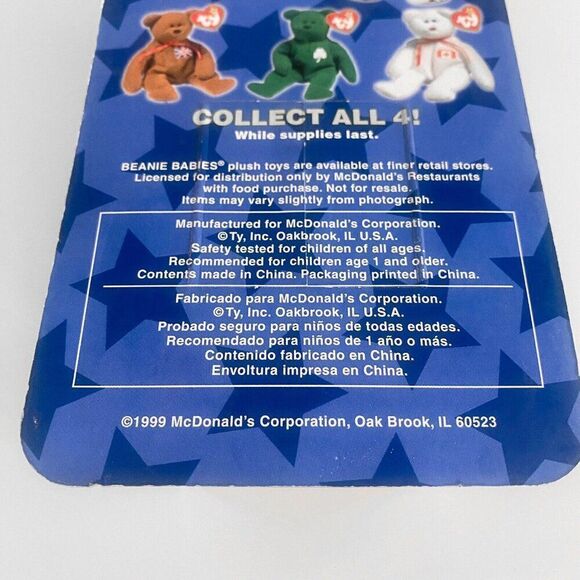 COLLECT ALL 4!
While supplies last.
BEANIE BABIES® plush toys are available at finer retail stores.
Licensed for distribution only by McDonald's Restaurants
with food purchase. Not for resale.
Items may vary slightly from photograph.
Manufactured for McDonald's Corporation.
©Ty, Inc. Oakbrook, IL U.S.A.
Safety tested for children of all ages.
Recommended for children age 1 and older.
Contents made in China. Packaging printed in China.
Fabricado para McDonald's Corporation.
©Ty, Inc. Oakbrook, IL U.S.A.
Probado seguro para niños de todas edades.
Recomendado para niños de 1 año o más.
Contenido fabricado en China.
Envoltura impresa en China.
©1999 McDonald's Corporation, Oak Brook, IL 60523